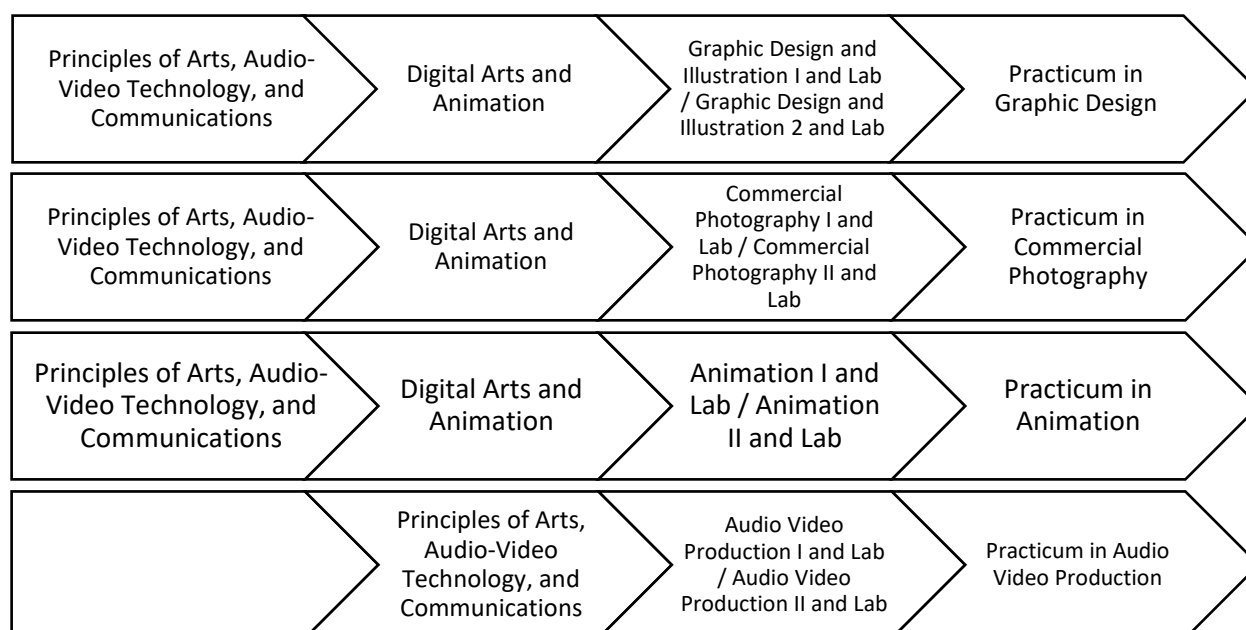 Principles of Arts, Audio-
Video Technology, and
Communications
Digital Arts and
Animation
Graphic Design and
Illustration I and Lab
/ Graphic Design and
Illustration 2 and Lab
Practicum in
Graphic Design
Principles of Arts, Audio-
Video Technology, and
Communications
Digital Arts and
Animation
Commercial
Photography I and
Lab / Commercial
Photography II and
Lab
Practicum in
Commercial
Photography
Principles of Arts, Audio-
Video Technology, and
Communications
Digital Arts and
Animation
Animation I and
Lab / Animation
II and Lab
Practicum in
Animation
Principles of Arts,
Audio-Video
Technology, and
Communications
Audio Video
Production I and Lab
/ Audio Video
Production II and Lab
Practicum in Audio
Video Production